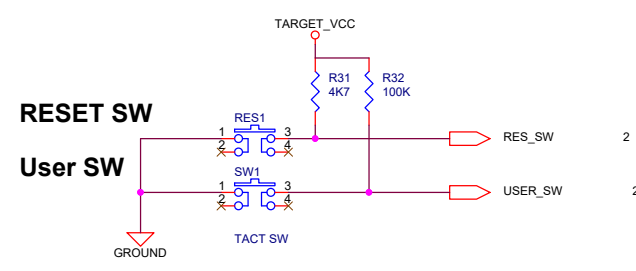 TARGET_VCC
R31
4K7
R32
100K
RESET SW
RES1
1
2
3
4
RES_SW
2
User SW
SW1
1
2
3
4
USER_SW
2
TACT SW
GROUND